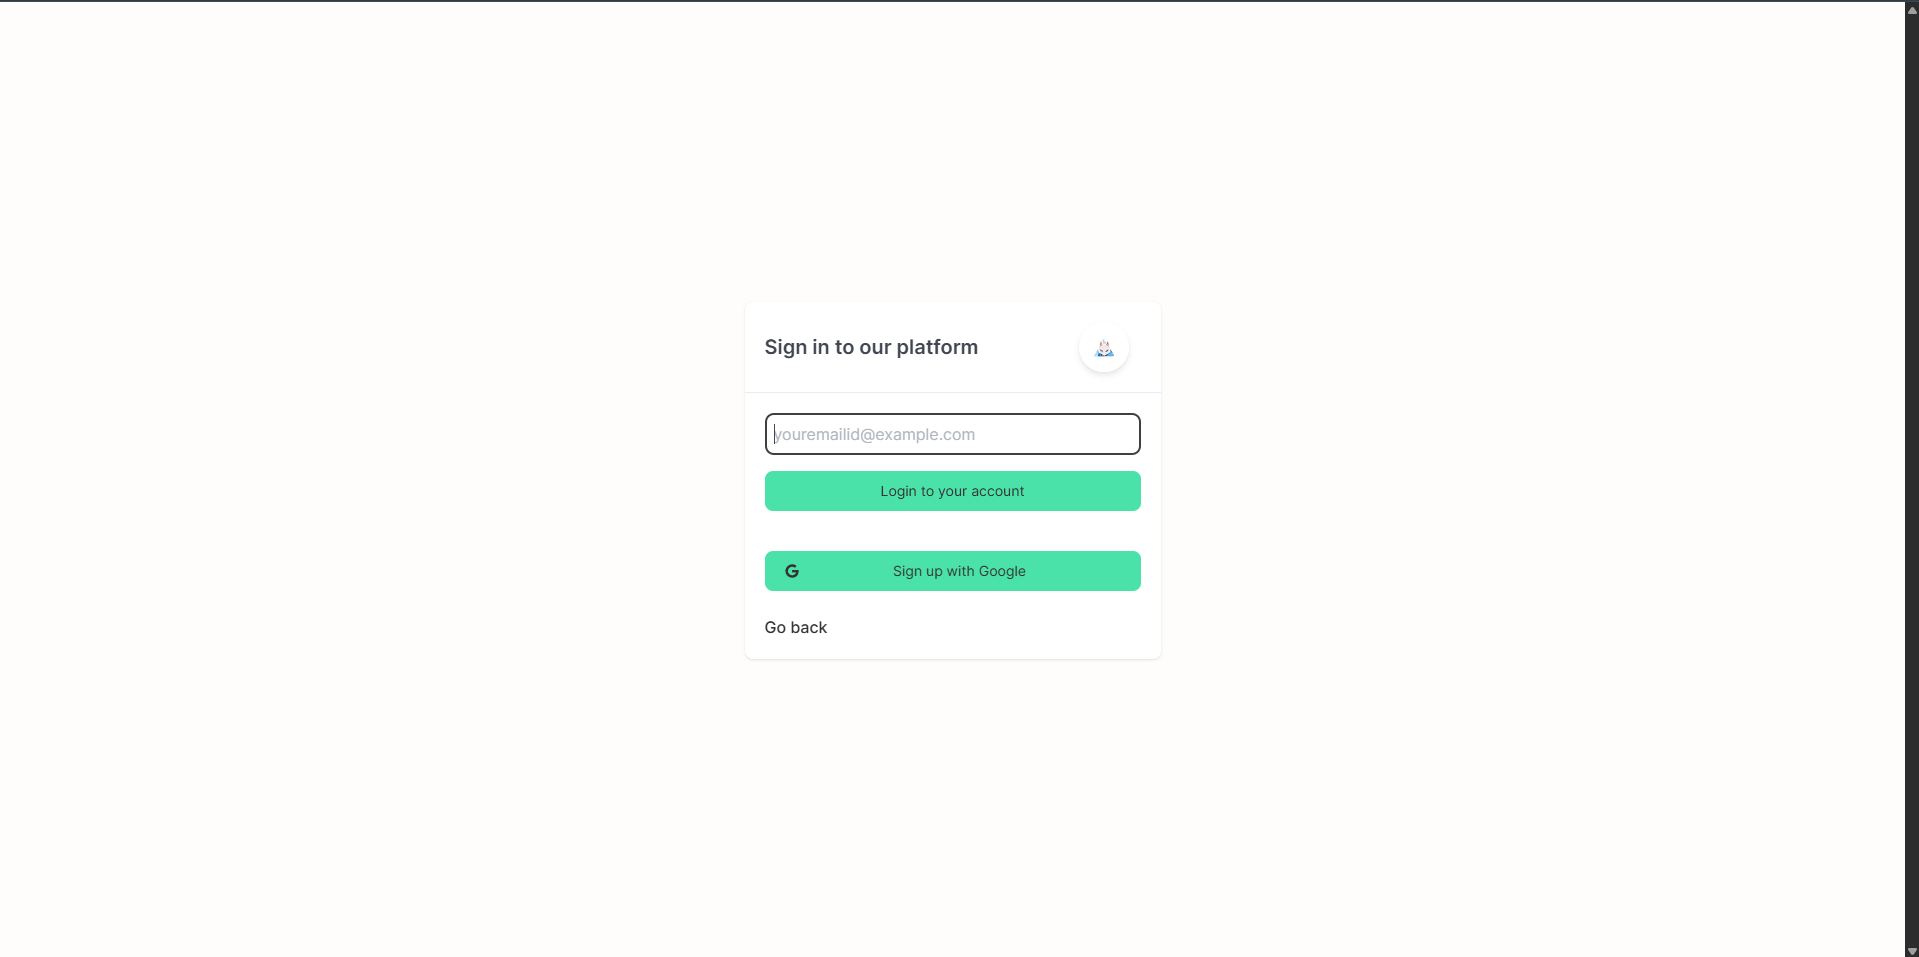 Sign in to our platform
youremailid@example.com
Login to your account
G Sign up with Google
Go back